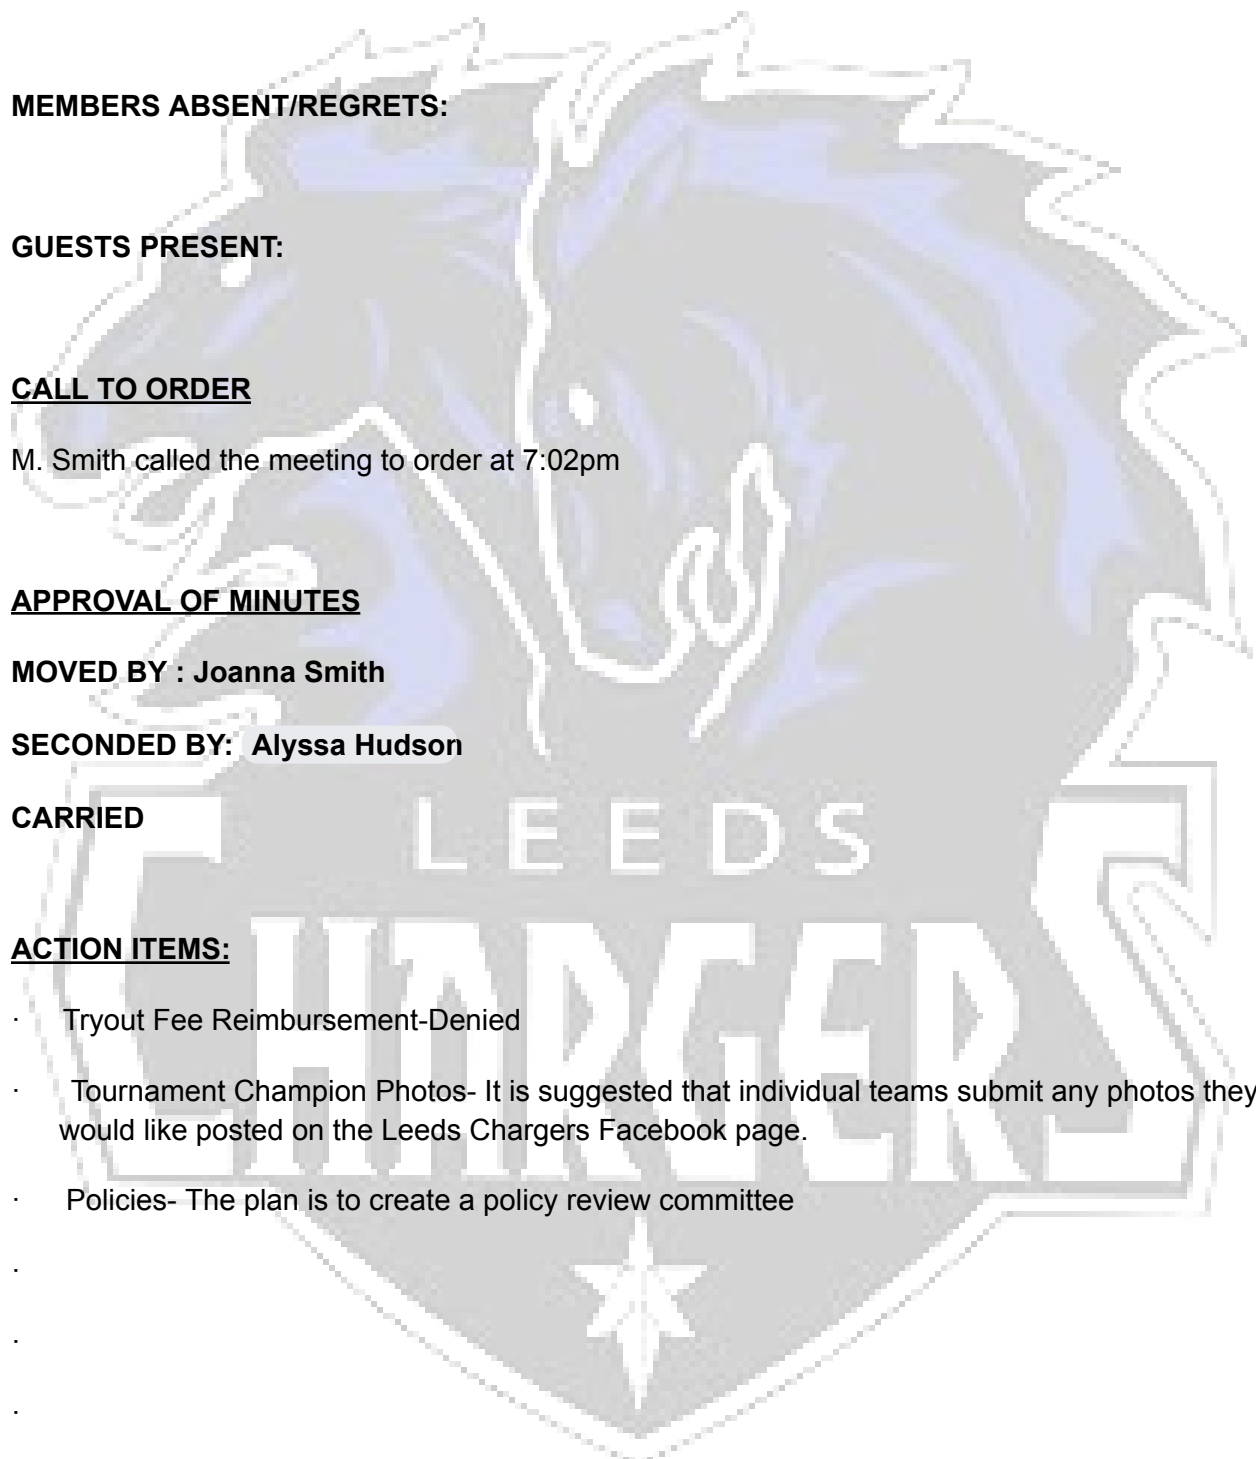 MEMBERS ABSENT/REGRETS:
GUESTS PRESENT:
CALL TO ORDER
M. Smith called the meeting to order at 7:02pm
APPROVAL OF MINUTES
MOVED BY : Joanna Smith
SECONDED BY: Alyssa Hudson
CARRIED
LEEDS
CHARGERS
ACTION ITEMS:
· Tryout Fee Reimbursement-Denied
· Tournament Champion Photos- It is suggested that individual teams submit any photos they
would like posted on the Leeds Chargers Facebook page.
· Policies- The plan is to create a policy review committee
·
·
·